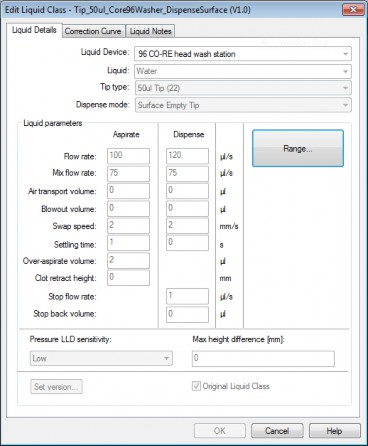 Edit Liquid Class - Tip_50ul_Core96Washer_DispenseSurface (V1.0)
Liquid Details Correction Curve Liquid Notes
Liquid Device: 96 CO-RE head wash station
Liquid: Water
Tip type: 50ul Tip (22)
Dispense mode: Surface Empty Tip
Liquid parameters
Aspirate Dispense
Flow rate: 100 120 µl/s
Mix flow rate: 75 75 µl/s
Air transport volume: 0 0 µl
Blowout volume: 0 0 µl
Swap speed: 2 2 mm/s
Settling time: 1 0 s
Over-aspirate volume: 2 µl
Clot retract height: 0 mm
Stop flow rate: 1 µl/s
Stop back volume: 0 µl
Range...
Pressure LLD sensitivity: Max height difference [mm]:
Low 0
Set version... Original Liquid Class
OK Cancel Help